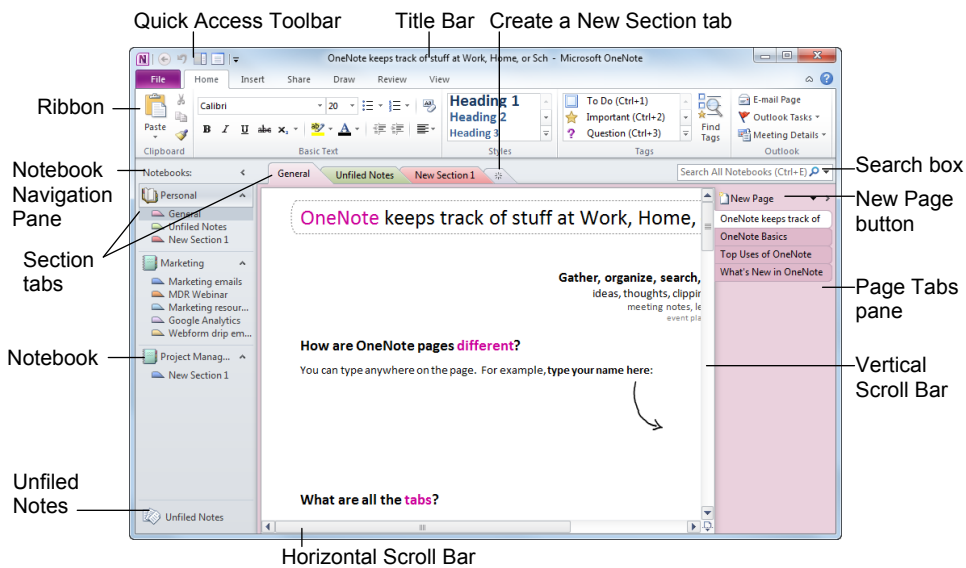 Quick Access Toolbar
Title Bar
Create a New Section tab
OneNote keeps track of stuff at Work, Home, or Sch - Microsoft OneNote
File
Home
Insert
Share
Draw
Review
View
Ribbon
Paste
Clipboard
Calibri
20
B I U abc x,
A
Basic Text
Heading 1
Heading 2
Heading 3
Styles
To Do (Ctrl+1)
Important (Ctrl+2)
? Question (Ctrl+3)
Tags
Find
Tags
E-mail Page
Outlook Tasks
Meeting Details
Outlook
Notebook
Navigation
Pane
Notebooks:
General
Unfiled Notes
New Section 1
Search All Notebooks (Ctrl+E)
Search box
Personal
General
Unfiled Notes
New Section 1
Section
tabs
Marketing
Marketing emails
MDR Webinar
Marketing resour...
Google Analytics
Webform drip em...
Notebook
Project Manag...
New Section 1
Unfiled
Notes
Unfiled Notes
OneNote keeps track of stuff at Work, Home,
Gather, organize, search,
ideas, thoughts, clippin
meeting notes, le
event pla
How are OneNote pages different?
You can type anywhere on the page. For example, type your name here:
What are all the tabs?
New Page
OneNote keeps track of
OneNote Basics
Top Uses of OneNote
What's New in OneNote
New Page
button
Page Tabs
pane
Vertical
Scroll Bar
Horizontal Scroll Bar